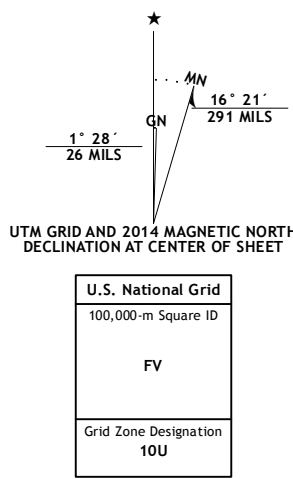 MN
16° 21´
291 MILS
GN
1° 28´
26 MILS
UTM GRID AND 2014 MAGNETIC NORTH
DECLINATION AT CENTER OF SHEET
U.S. National Grid
100,000-m Square ID
FV
Grid Zone Designation
10U